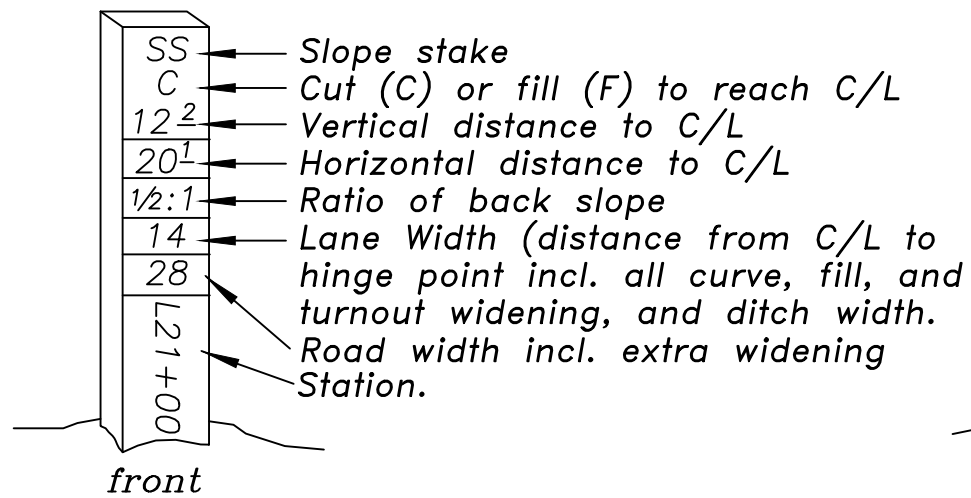 SS Slope stake
C Cut (C) or fill (F) to reach C/L
12 2 Vertical distance to C/L
20 1 Horizontal distance to C/L
1/2:1 Ratio of back slope
14 Lane Width (distance from C/L to
28 hinge point incl. all curve, fill, and
turnout widening, and ditch width.
Road width incl. extra widening
Station.
L21+00
front